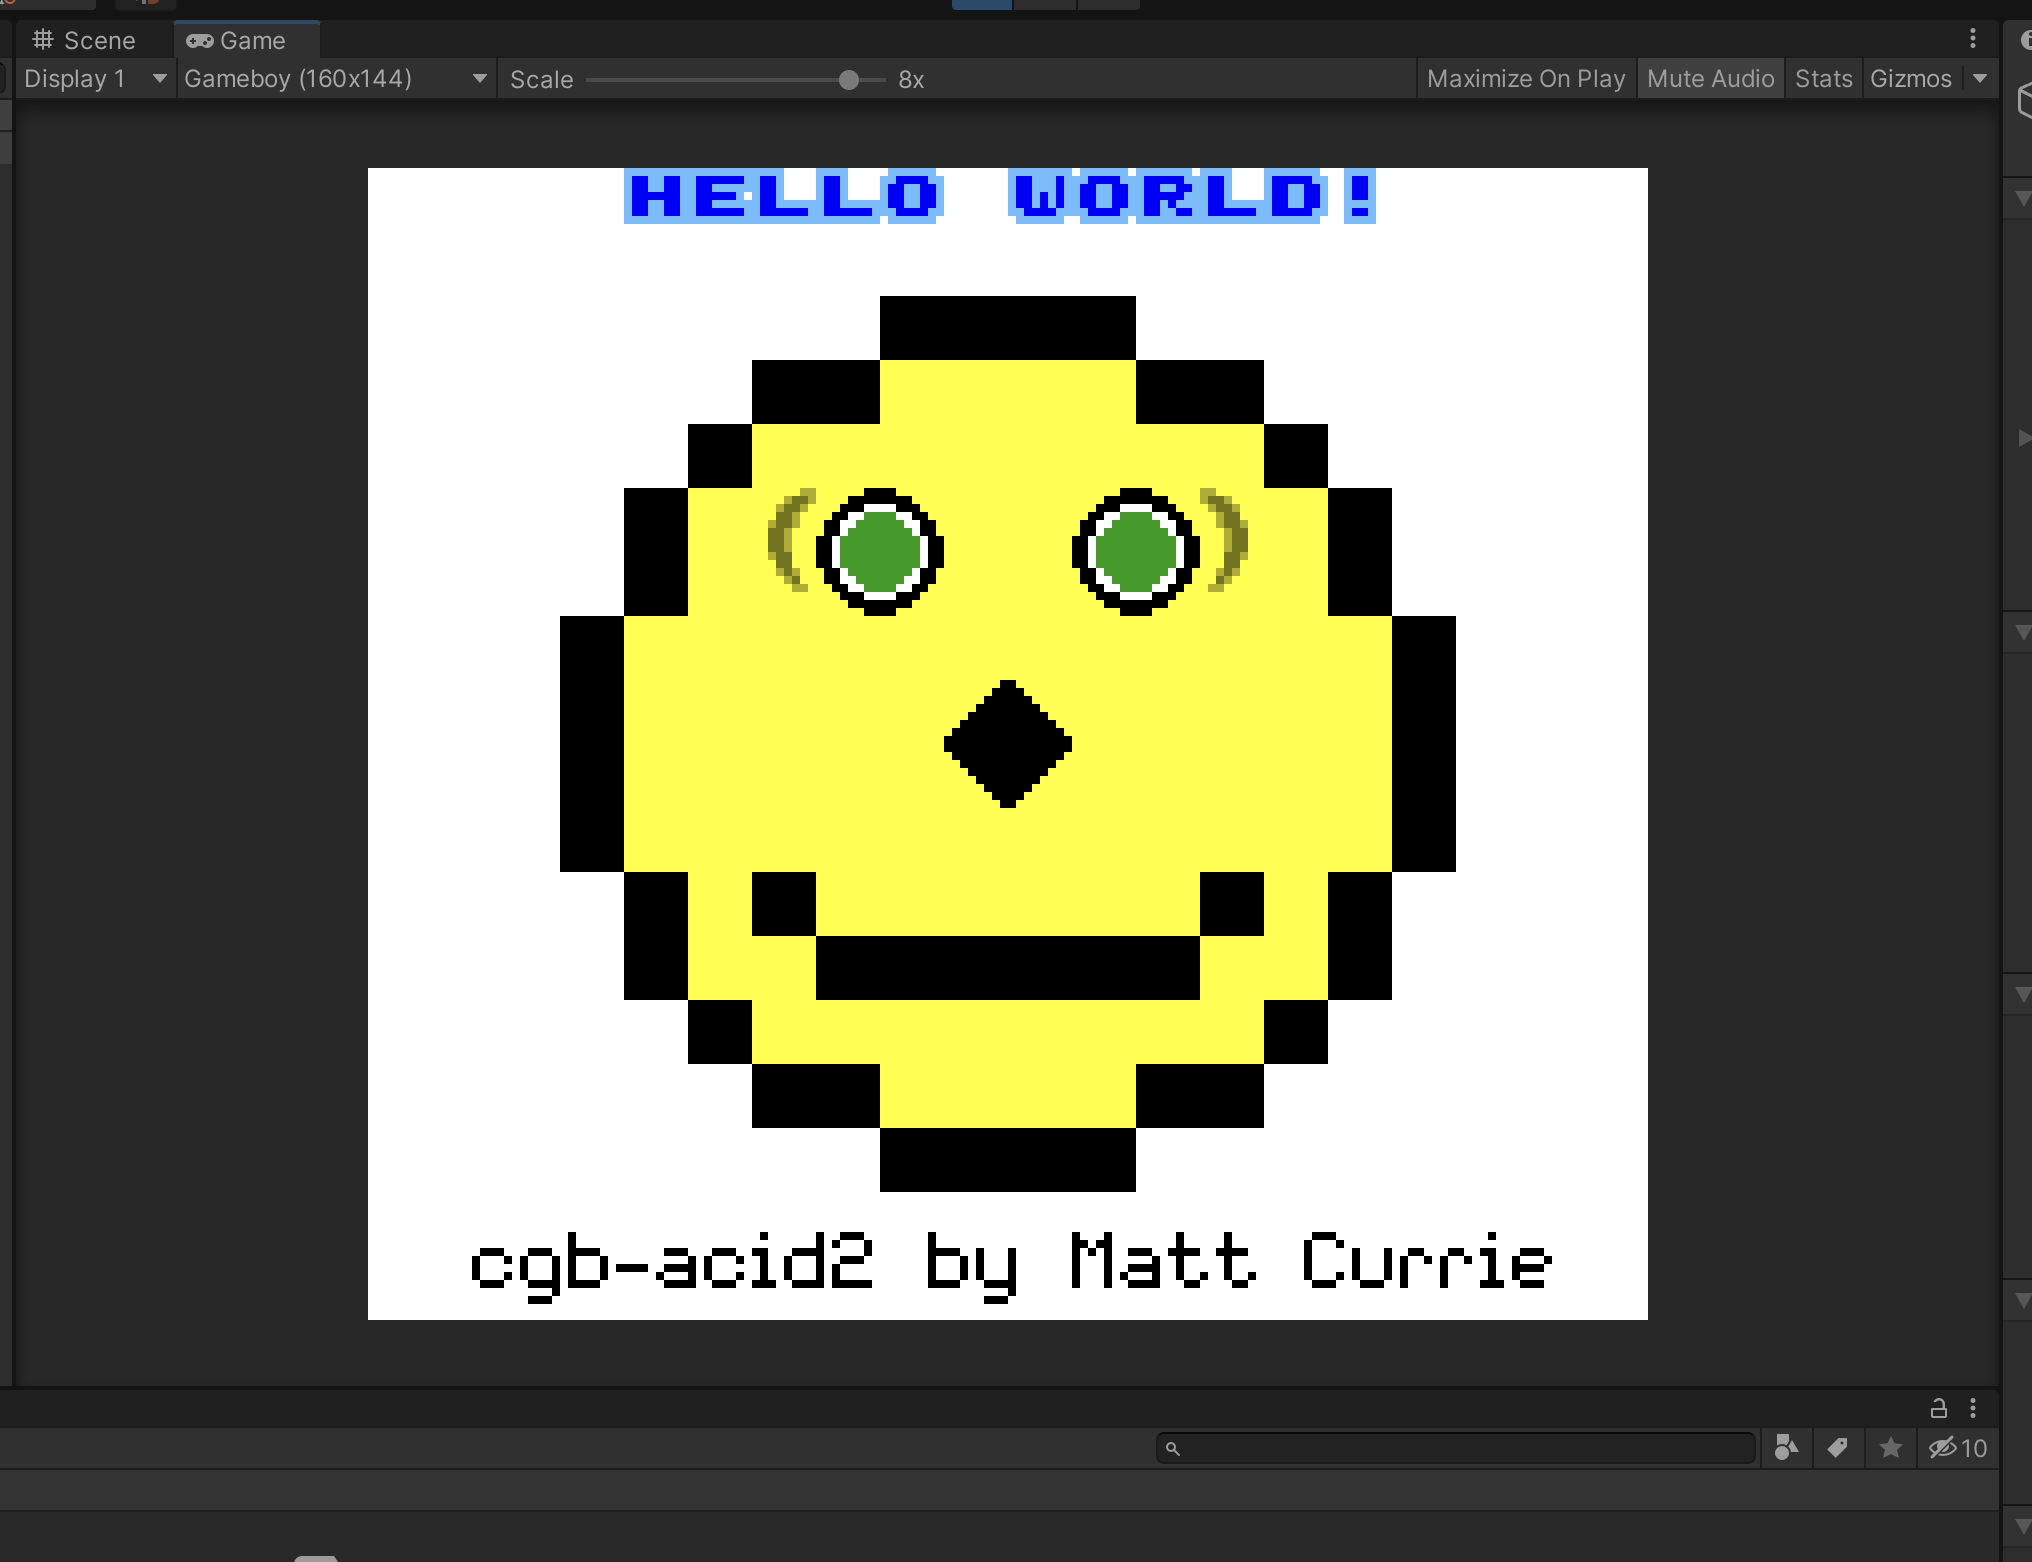 Scene Game
Display 1 Gameboy (160x144) Scale 8x Maximize On Play Mute Audio Stats Gizmos
HELLO WORLD!
cgb-acid2 by Matt Currie
10